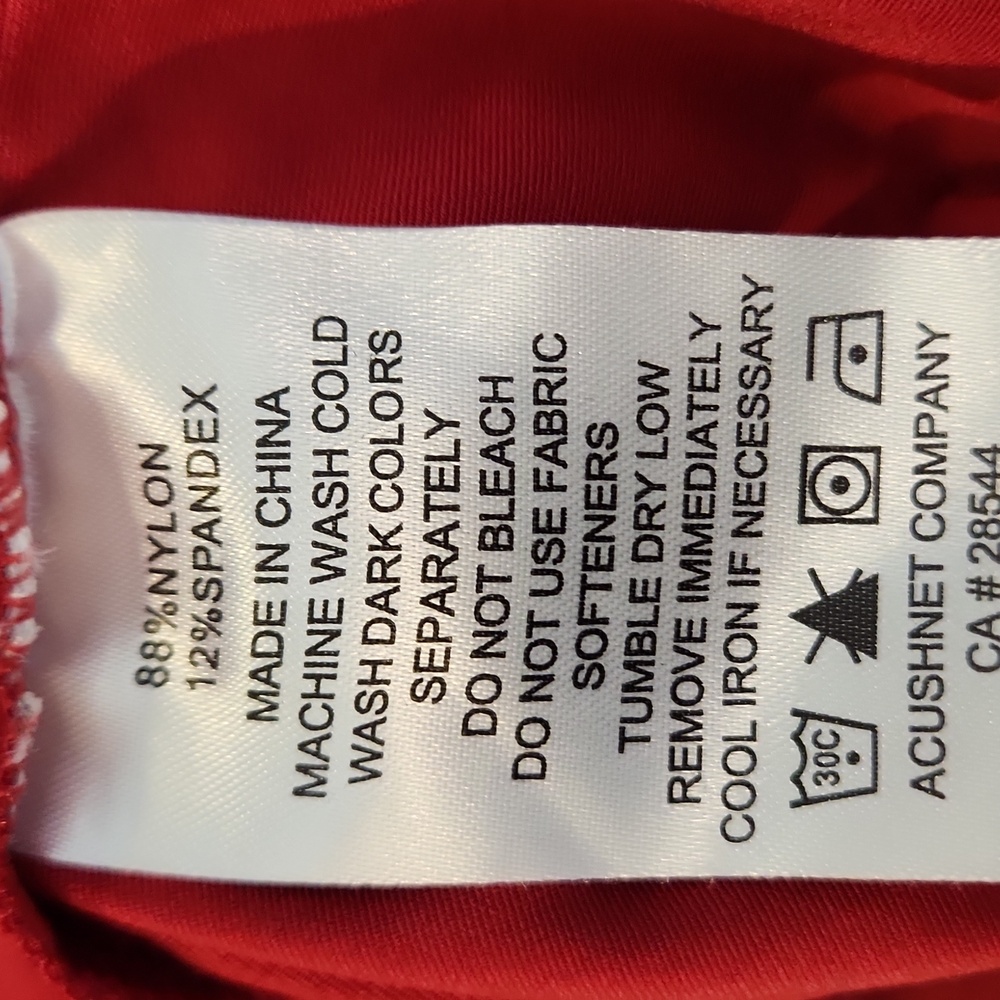 88%NYLON
12%SPANDEX
MADE IN CHINA
MACHINE WASH COLD
WASH DARK COLORS
SEPARATELY
DO NOT BLEACH
DO NOT USE FABRIC
SOFTENERS
TUMBLE DRY LOW
REMOVE IMMEDIATELY
COOL IRON IF NECESSARY
30C
ACUSHNET COMPANY
CA # 28544